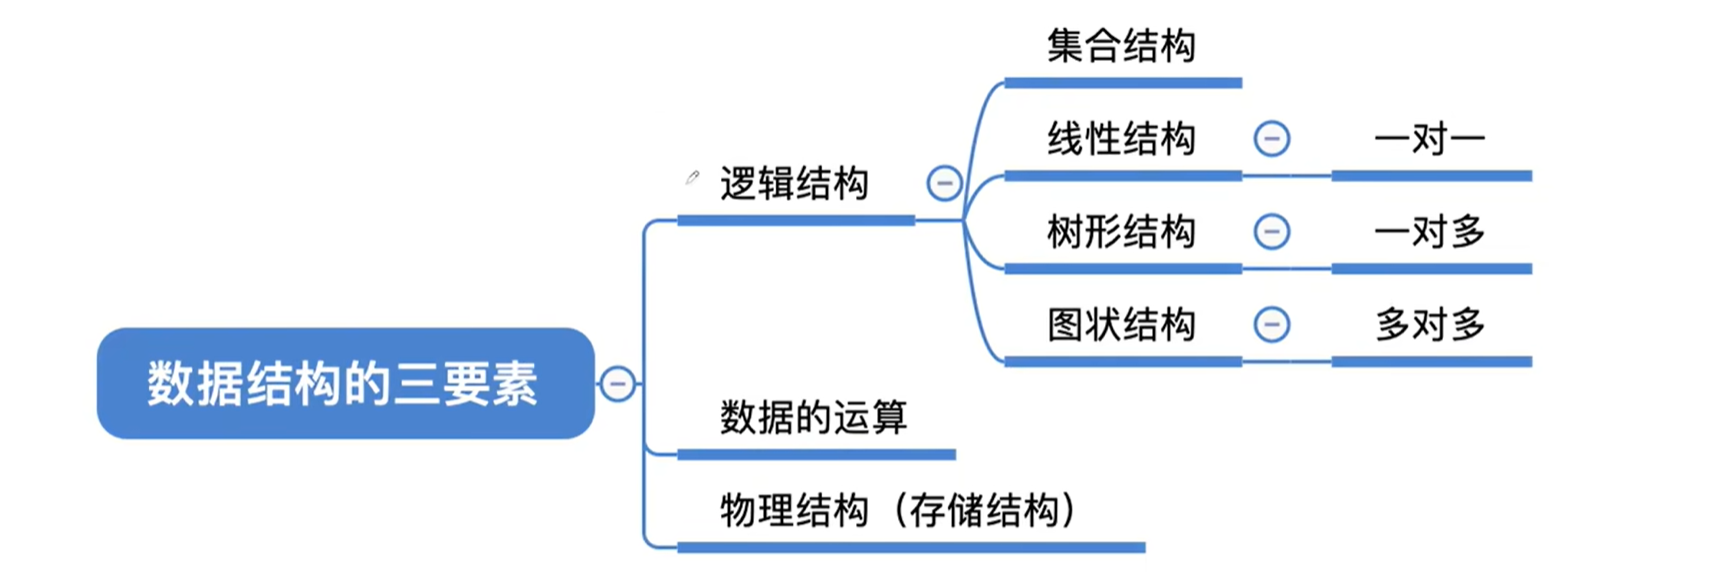 数据结构的三要素
逻辑结构
集合结构
线性结构
一对一
树形结构
一对多
图状结构
多对多
数据的运算
物理结构（存储结构）